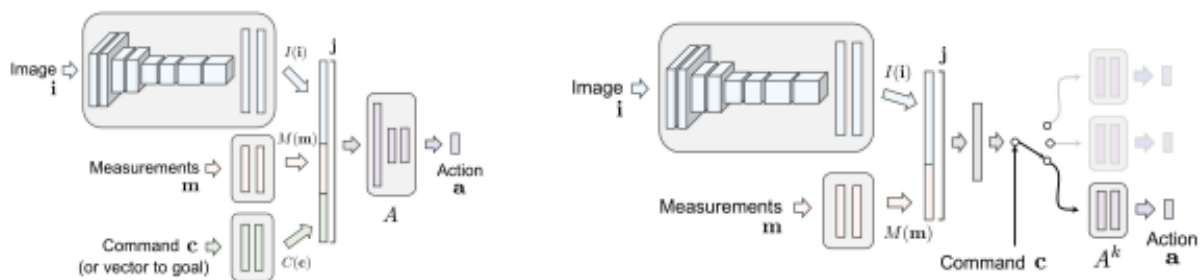 Image
i
I(i)
j
Measurements
m
M(m)
Command c
(or vector to goal)
C(c)
A
Action
a
Image
i
I(i)
j
Measurements
m
M(m)
Command c
A^k
Action
a